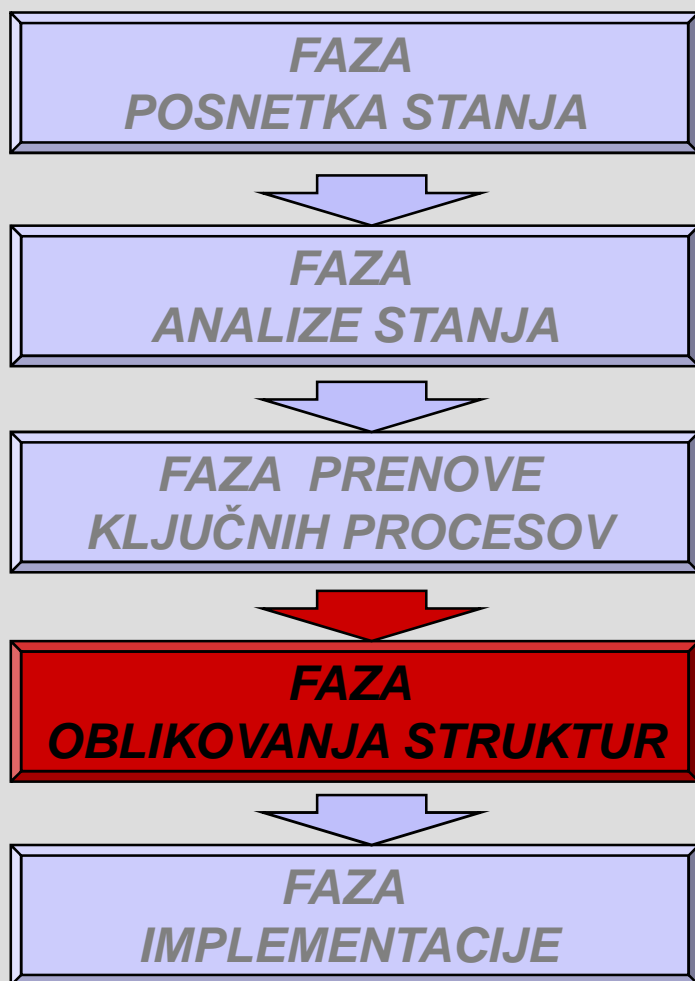 FAZA
POSNETKA STANJA
FAZA
ANALIZE STANJA
FAZA PRENOVE
KLJUČNIH PROCESOV
FAZA
OBLIKOVANJA STRUKTUR
FAZA
IMPLEMENTACIJE